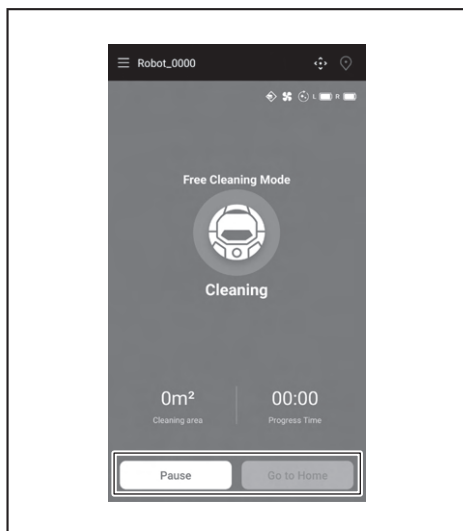 Robot_0000
L R
Free Cleaning Mode
Cleaning
0m² 00:00
Cleaning area Progress Time
Pause Go to Home